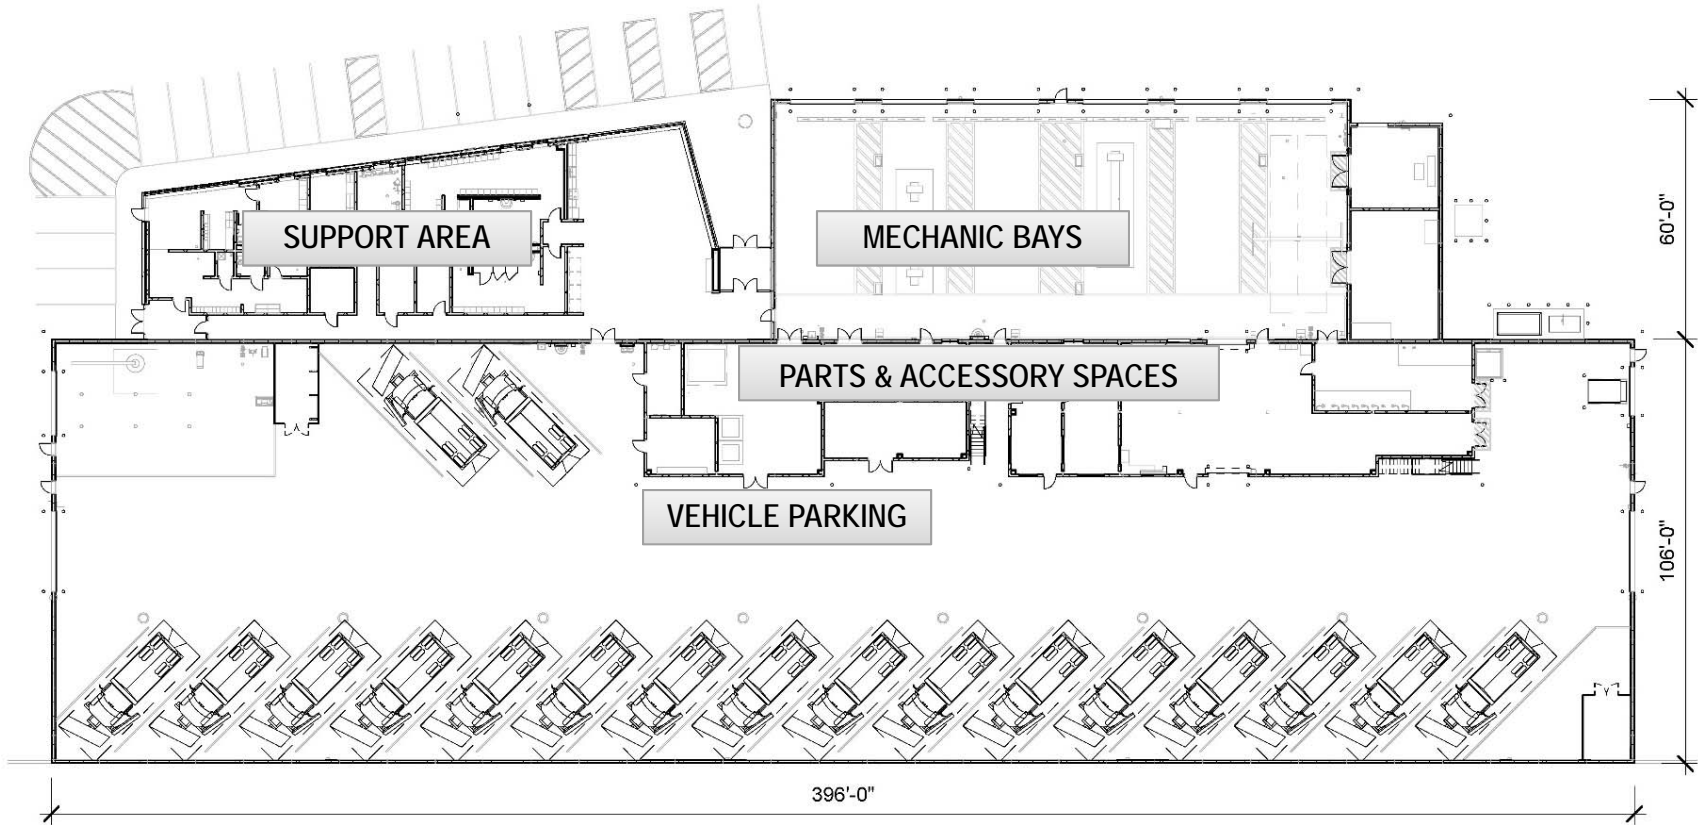 SUPPORT AREA
MECHANIC BAYS
60'-0"
PARTS & ACCESSORY SPACES
VEHICLE PARKING
106'-0"
396'-0"